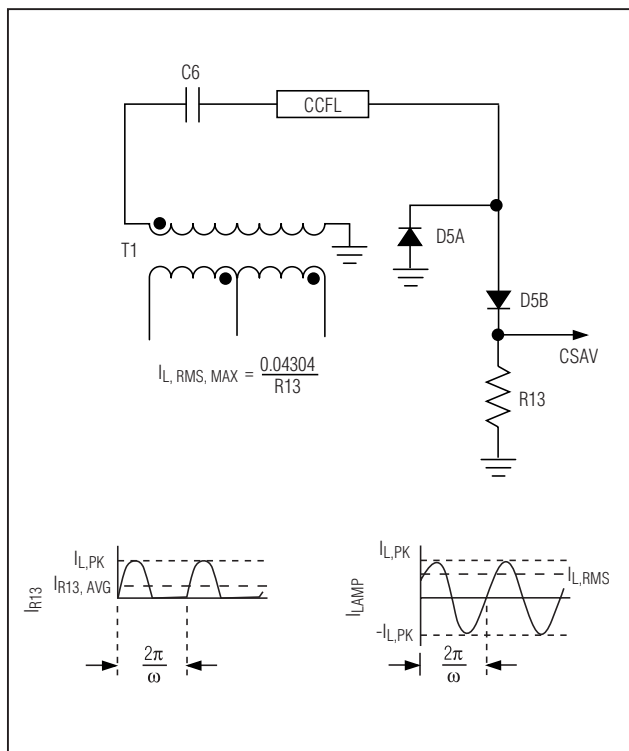 C6
CCFL
T1
D5A
D5B
CSAV
I_L, RMS, MAX = 0.04304 / R13
R13
I_L,PK
I_R13, AVG
I_R13
2π / ω
I_L,PK
I_L,RMS
I_LAMP
-I_L,PK
2π / ω